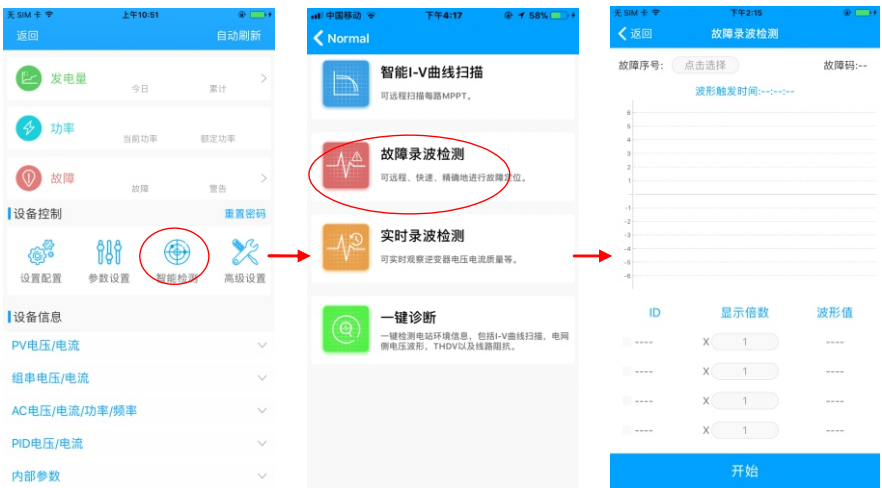 无 SIM 卡
上午10:51
返回
自动刷新
发电量
今日
累计
功率
当前功率
额定功率
故障
故障
警告
设备控制
重置密码
设置配置
参数设置
智能检测
高级设置
设备信息
PV电压/电流
组串电压/电流
AC电压/电流/功率/频率
PID电压/电流
内部参数
中国移动
下午4:17
58%
Normal
智能I-V曲线扫描
可远程扫描每路MPPT。
故障录波检测
可远程、快速、精确地进行故障定位。
实时录波检测
可实时观察逆变器电压电流质量等。
一键诊断
一键检测电站环境信息，包括I-V曲线扫描，电网
侧电压波形、THDV以及线路阻抗。
无 SIM 卡
下午2:15
返回
故障录波检测
故障序号:
点击选择
故障码:--
波形触发时间:--:--:--
6
5
4
3
2
1
-1
-2
-3
-4
-5
-6
ID
显示倍数
波形值
---- X 1 ----
---- X 1 ----
---- X 1 ----
---- X 1 ----
开始